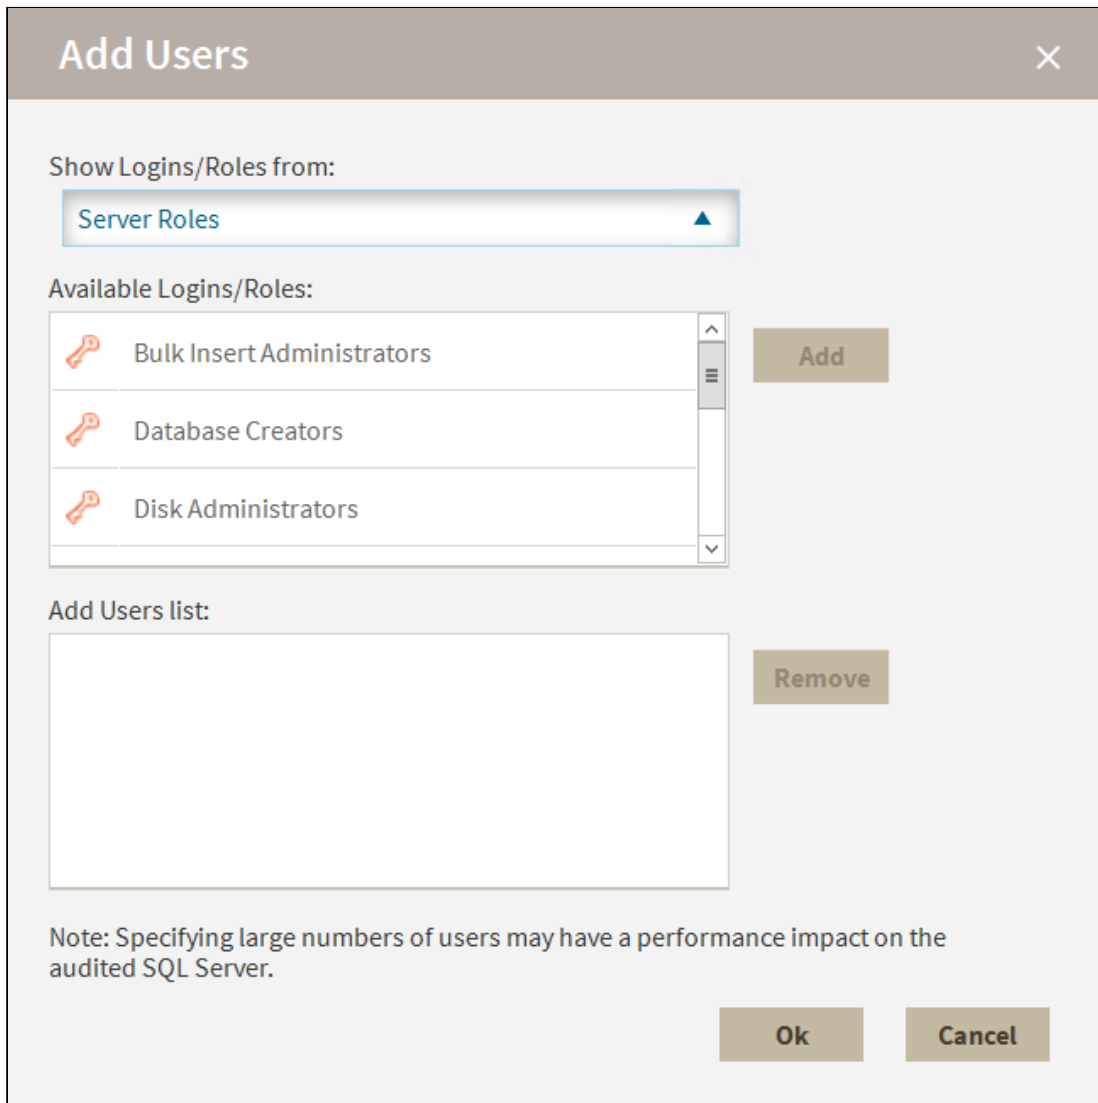 Add Users
Show Logins/Roles from:
Server Roles
Available Logins/Roles:
Bulk Insert Administrators
Add
Database Creators
Disk Administrators
Add Users list:
Remove
Note: Specifying large numbers of users may have a performance impact on the
audited SQL Server.
Ok
Cancel